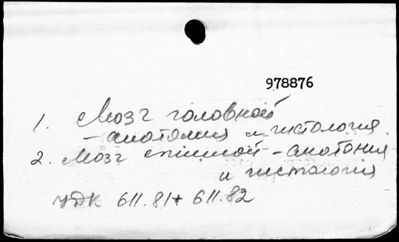 978876
1. Мозг головной
- анатомия и гистология.
2. Мозг спинной - анатомия
и гистология
УДК 611.81 + 611.82